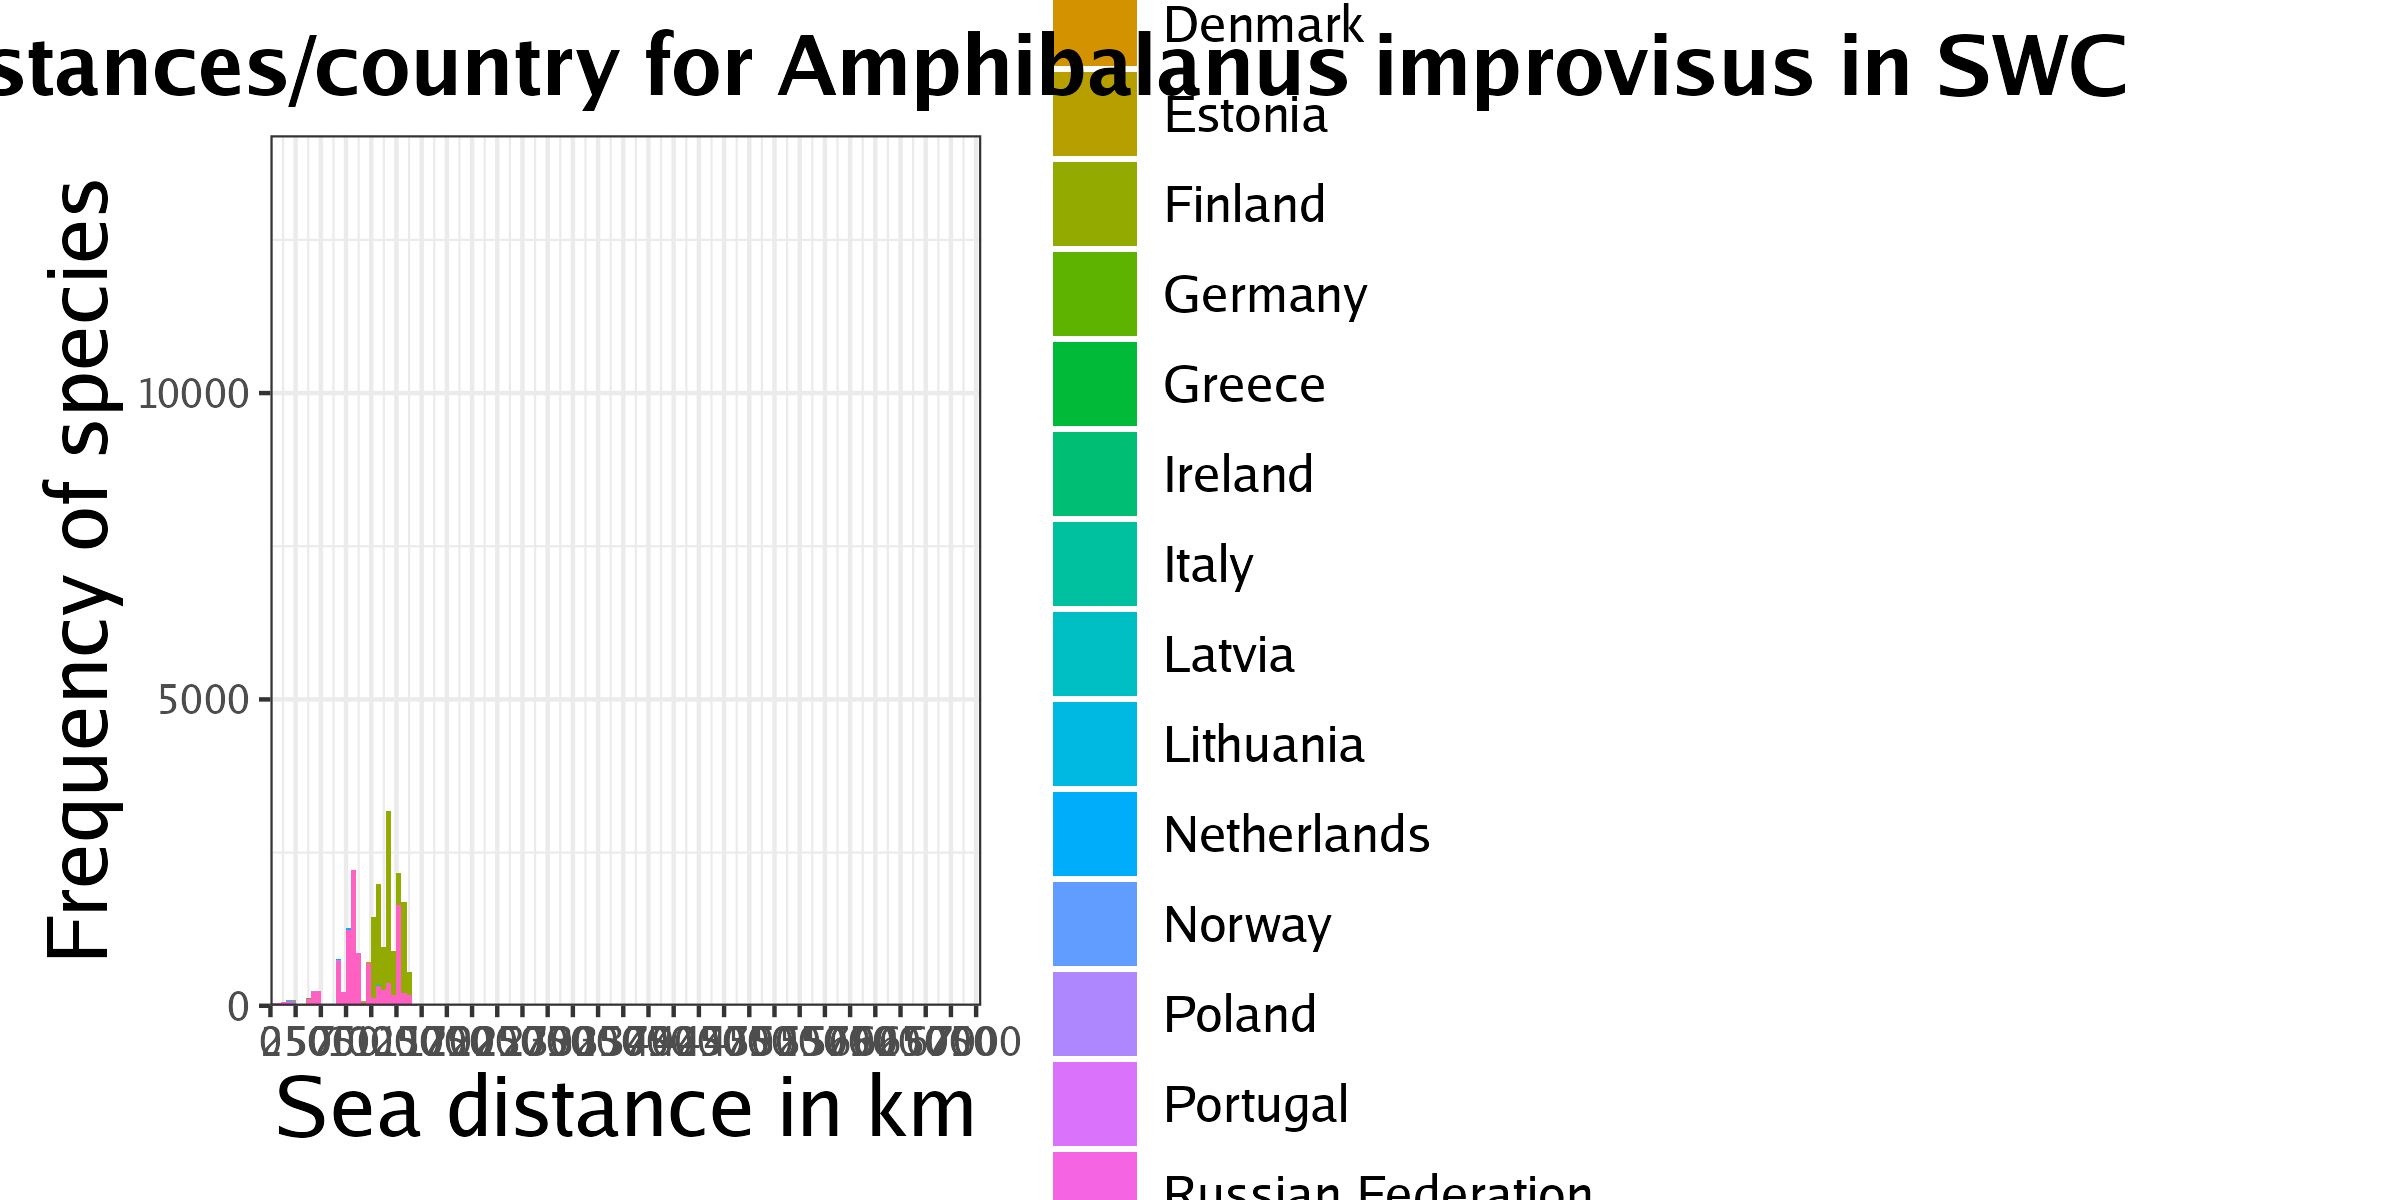 Denmark
stances/country for Amphibalanus improvisus in SWC
Estonia
Finland
Germany
Greece
Ireland
Italy
Latvia
Lithuania
Netherlands
Norway
Poland
Portugal
Russian Federation
Frequency of species
10000
5000
0
Sea distance in km